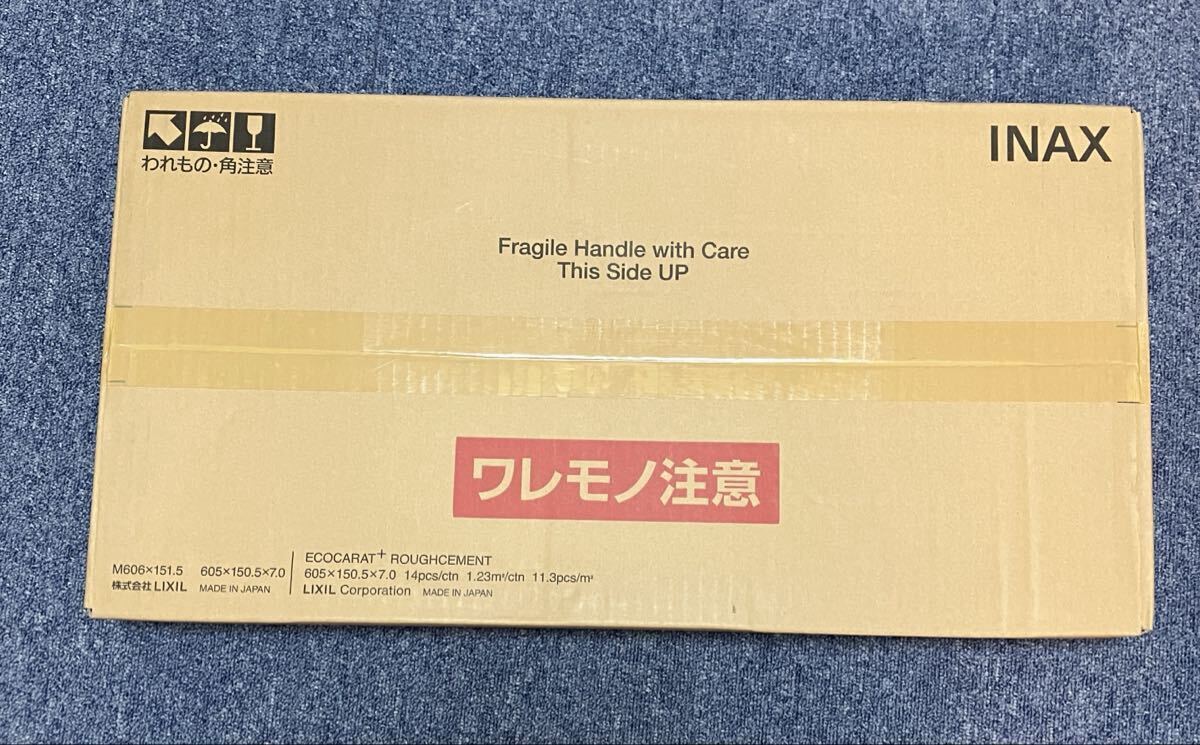 われもの・角注意
INAX
Fragile Handle with Care
This Side UP
ワレモノ注意
M606×151.5 605×150.5×7.0
株式会社 LIXIL MADE IN JAPAN
ECOCARAT+ ROUGHCEMENT
605×150.5×7.0 14pcs/ctn 1.23m²/ctn 11.3pcs/m²
LIXIL Corporation MADE IN JAPAN